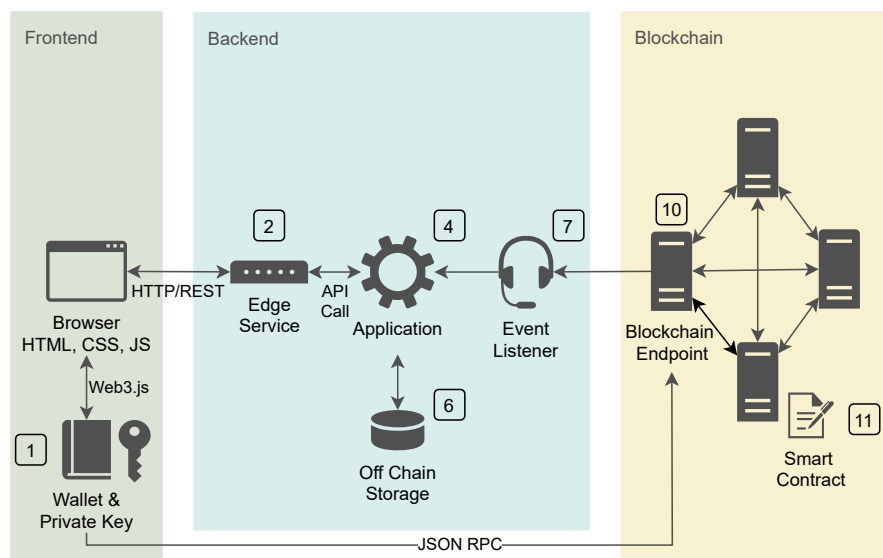 Frontend
Backend
Blockchain
2
4
7
10
HTTP/REST
API
Call
Edge
Service
Application
Event
Listener
Blockchain
Endpoint
Browser
HTML, CSS, JS
Web3.js
1
6
11
Wallet &
Private Key
Off Chain
Storage
Smart
Contract
JSON RPC